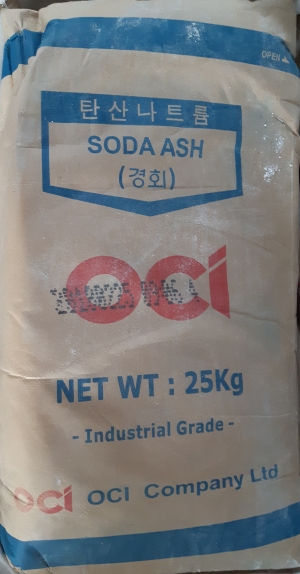 OPEN
탄산나트륨
SODA ASH
(경회)
OCI
NET WT : 25Kg
- Industrial Grade -
OCI OCI Company Ltd